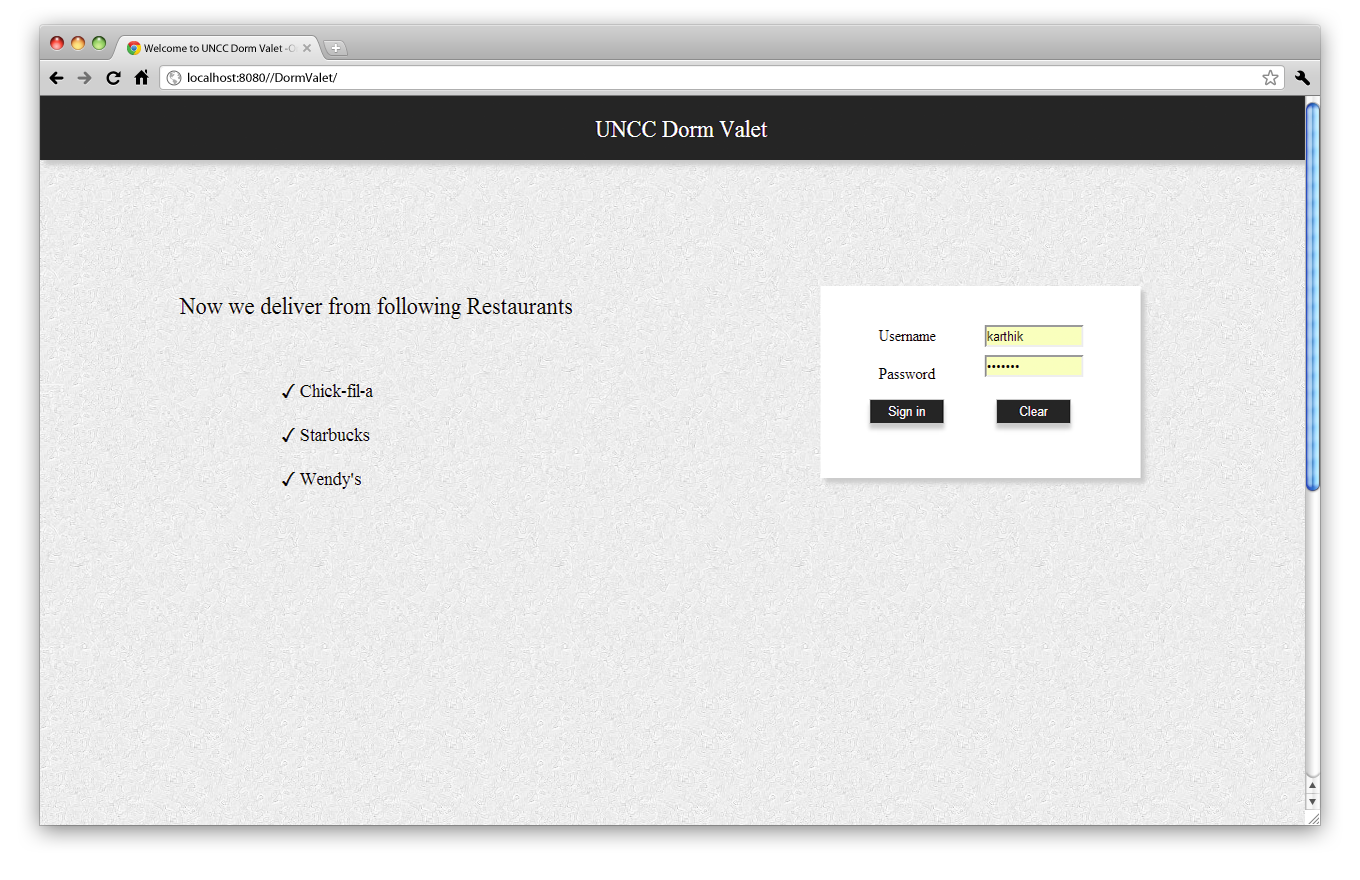 Welcome to UNCC Dorm Valet -O
localhost:8080//DormValet/
UNCC Dorm Valet
Now we deliver from following Restaurants
✓ Chick-fil-a
✓ Starbucks
✓ Wendy's
Username karthik
Password •••••••
Sign in Clear